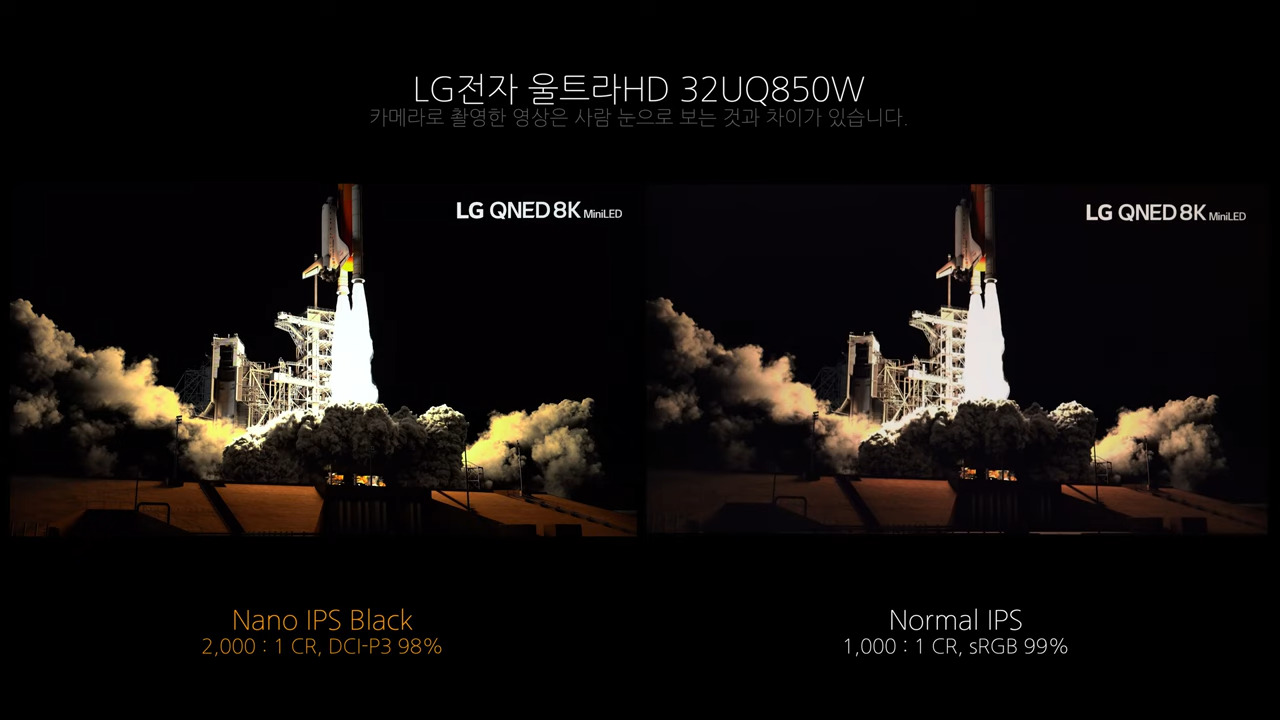 LG전자 울트라HD 32UQ850W
카메라로 촬영한 영상은 사람 눈으로 보는 것과 차이가 있습니다.
LG QNED 8K MiniLED
LG QNED 8K MiniLED
Nano IPS Black
2,000 : 1 CR, DCI-P3 98%
Normal IPS
1,000 : 1 CR, sRGB 99%